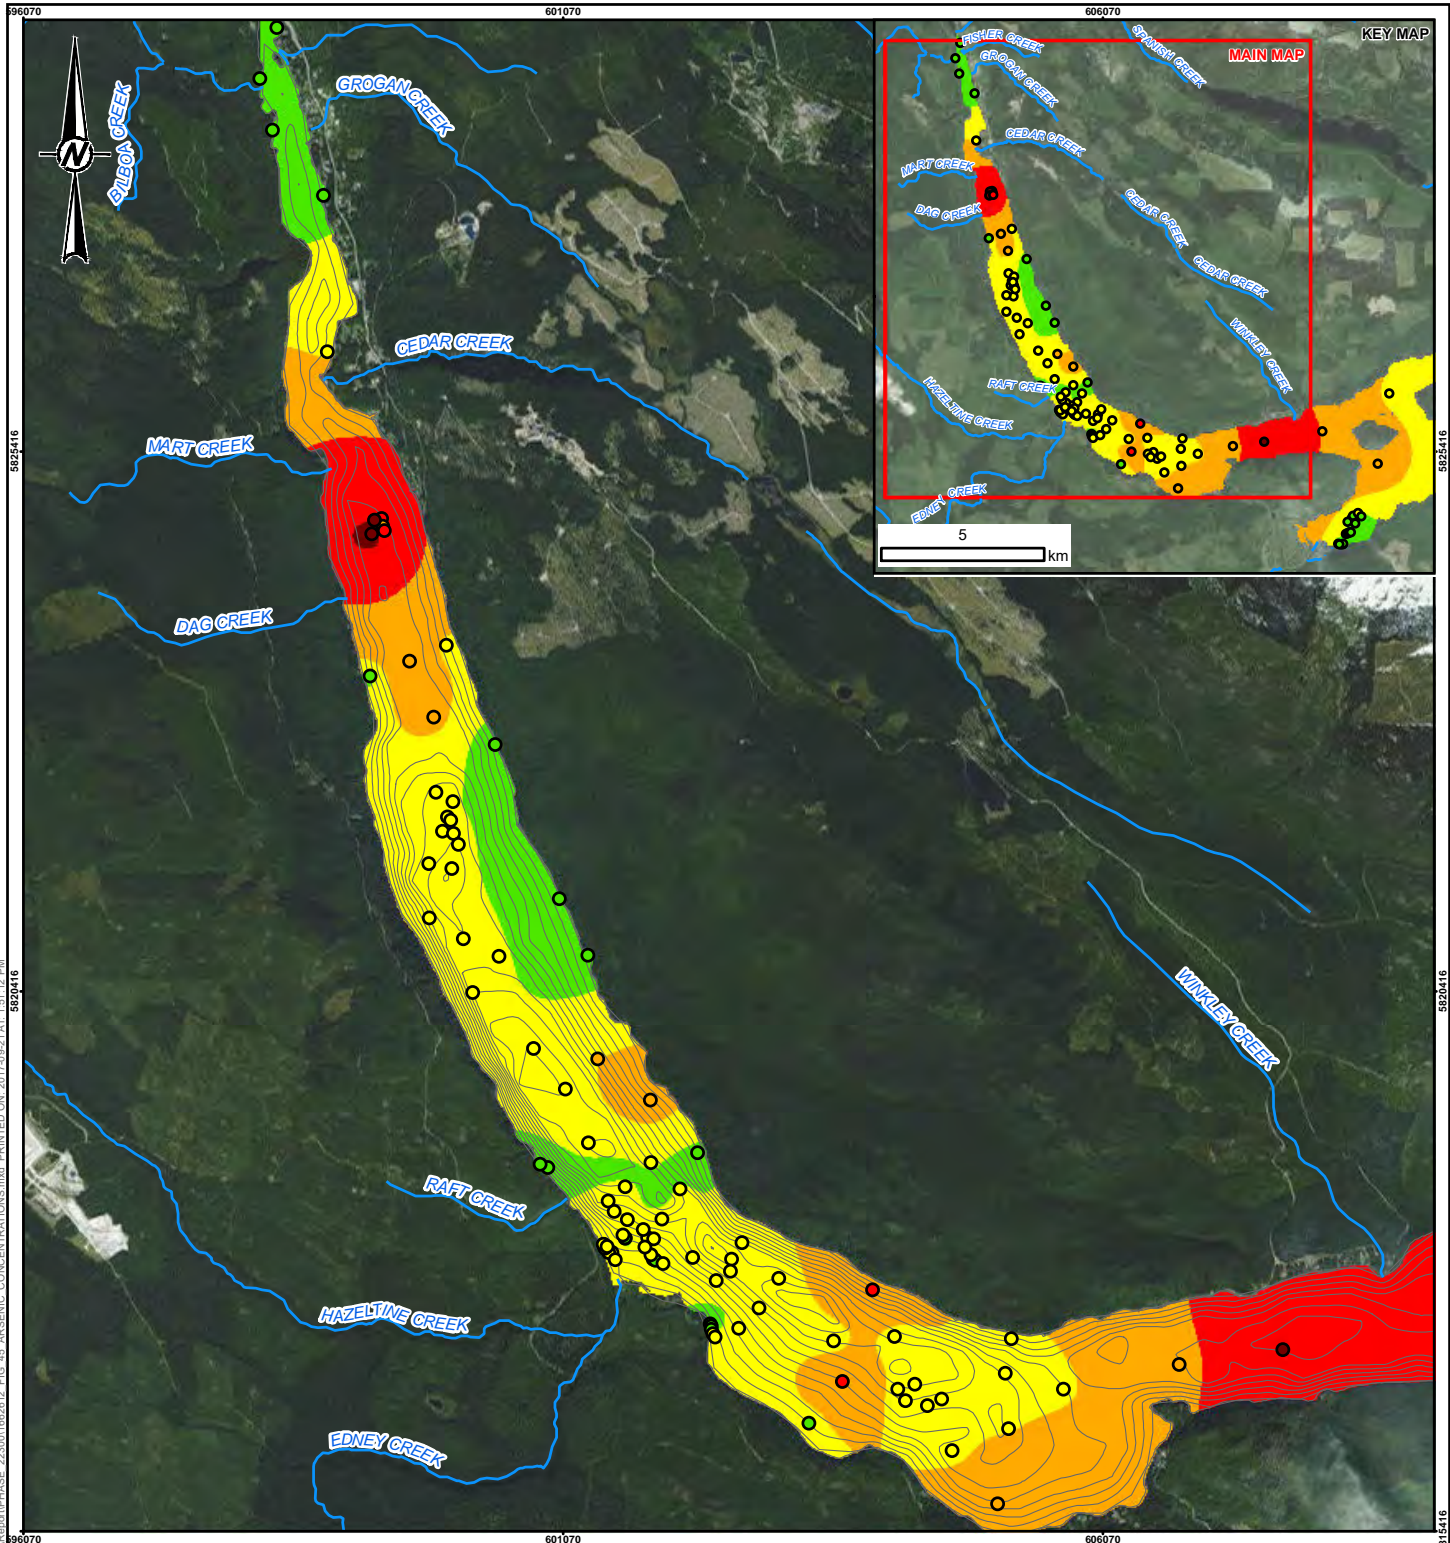 596070
601070
606070
KEY MAP
MAIN MAP
FISHER CREEK
GROGAN CREEK
SPANISH CREEK
CEDAR CREEK
MART CREEK
DAG CREEK
CEDAR CREEK
CEDAR CREEK
WINKLEY CREEK
RAFT CREEK
HAZELTINE CREEK
EDNEY CREEK
5
km
BILBOA CREEK
GROGAN CREEK
N
CEDAR CREEK
MART CREEK
5825416
5825416
DAG CREEK
5820416
5820416
WINKLEY CREEK
RAFT CREEK
HAZELTINE CREEK
EDNEY CREEK
596070
601070
606070